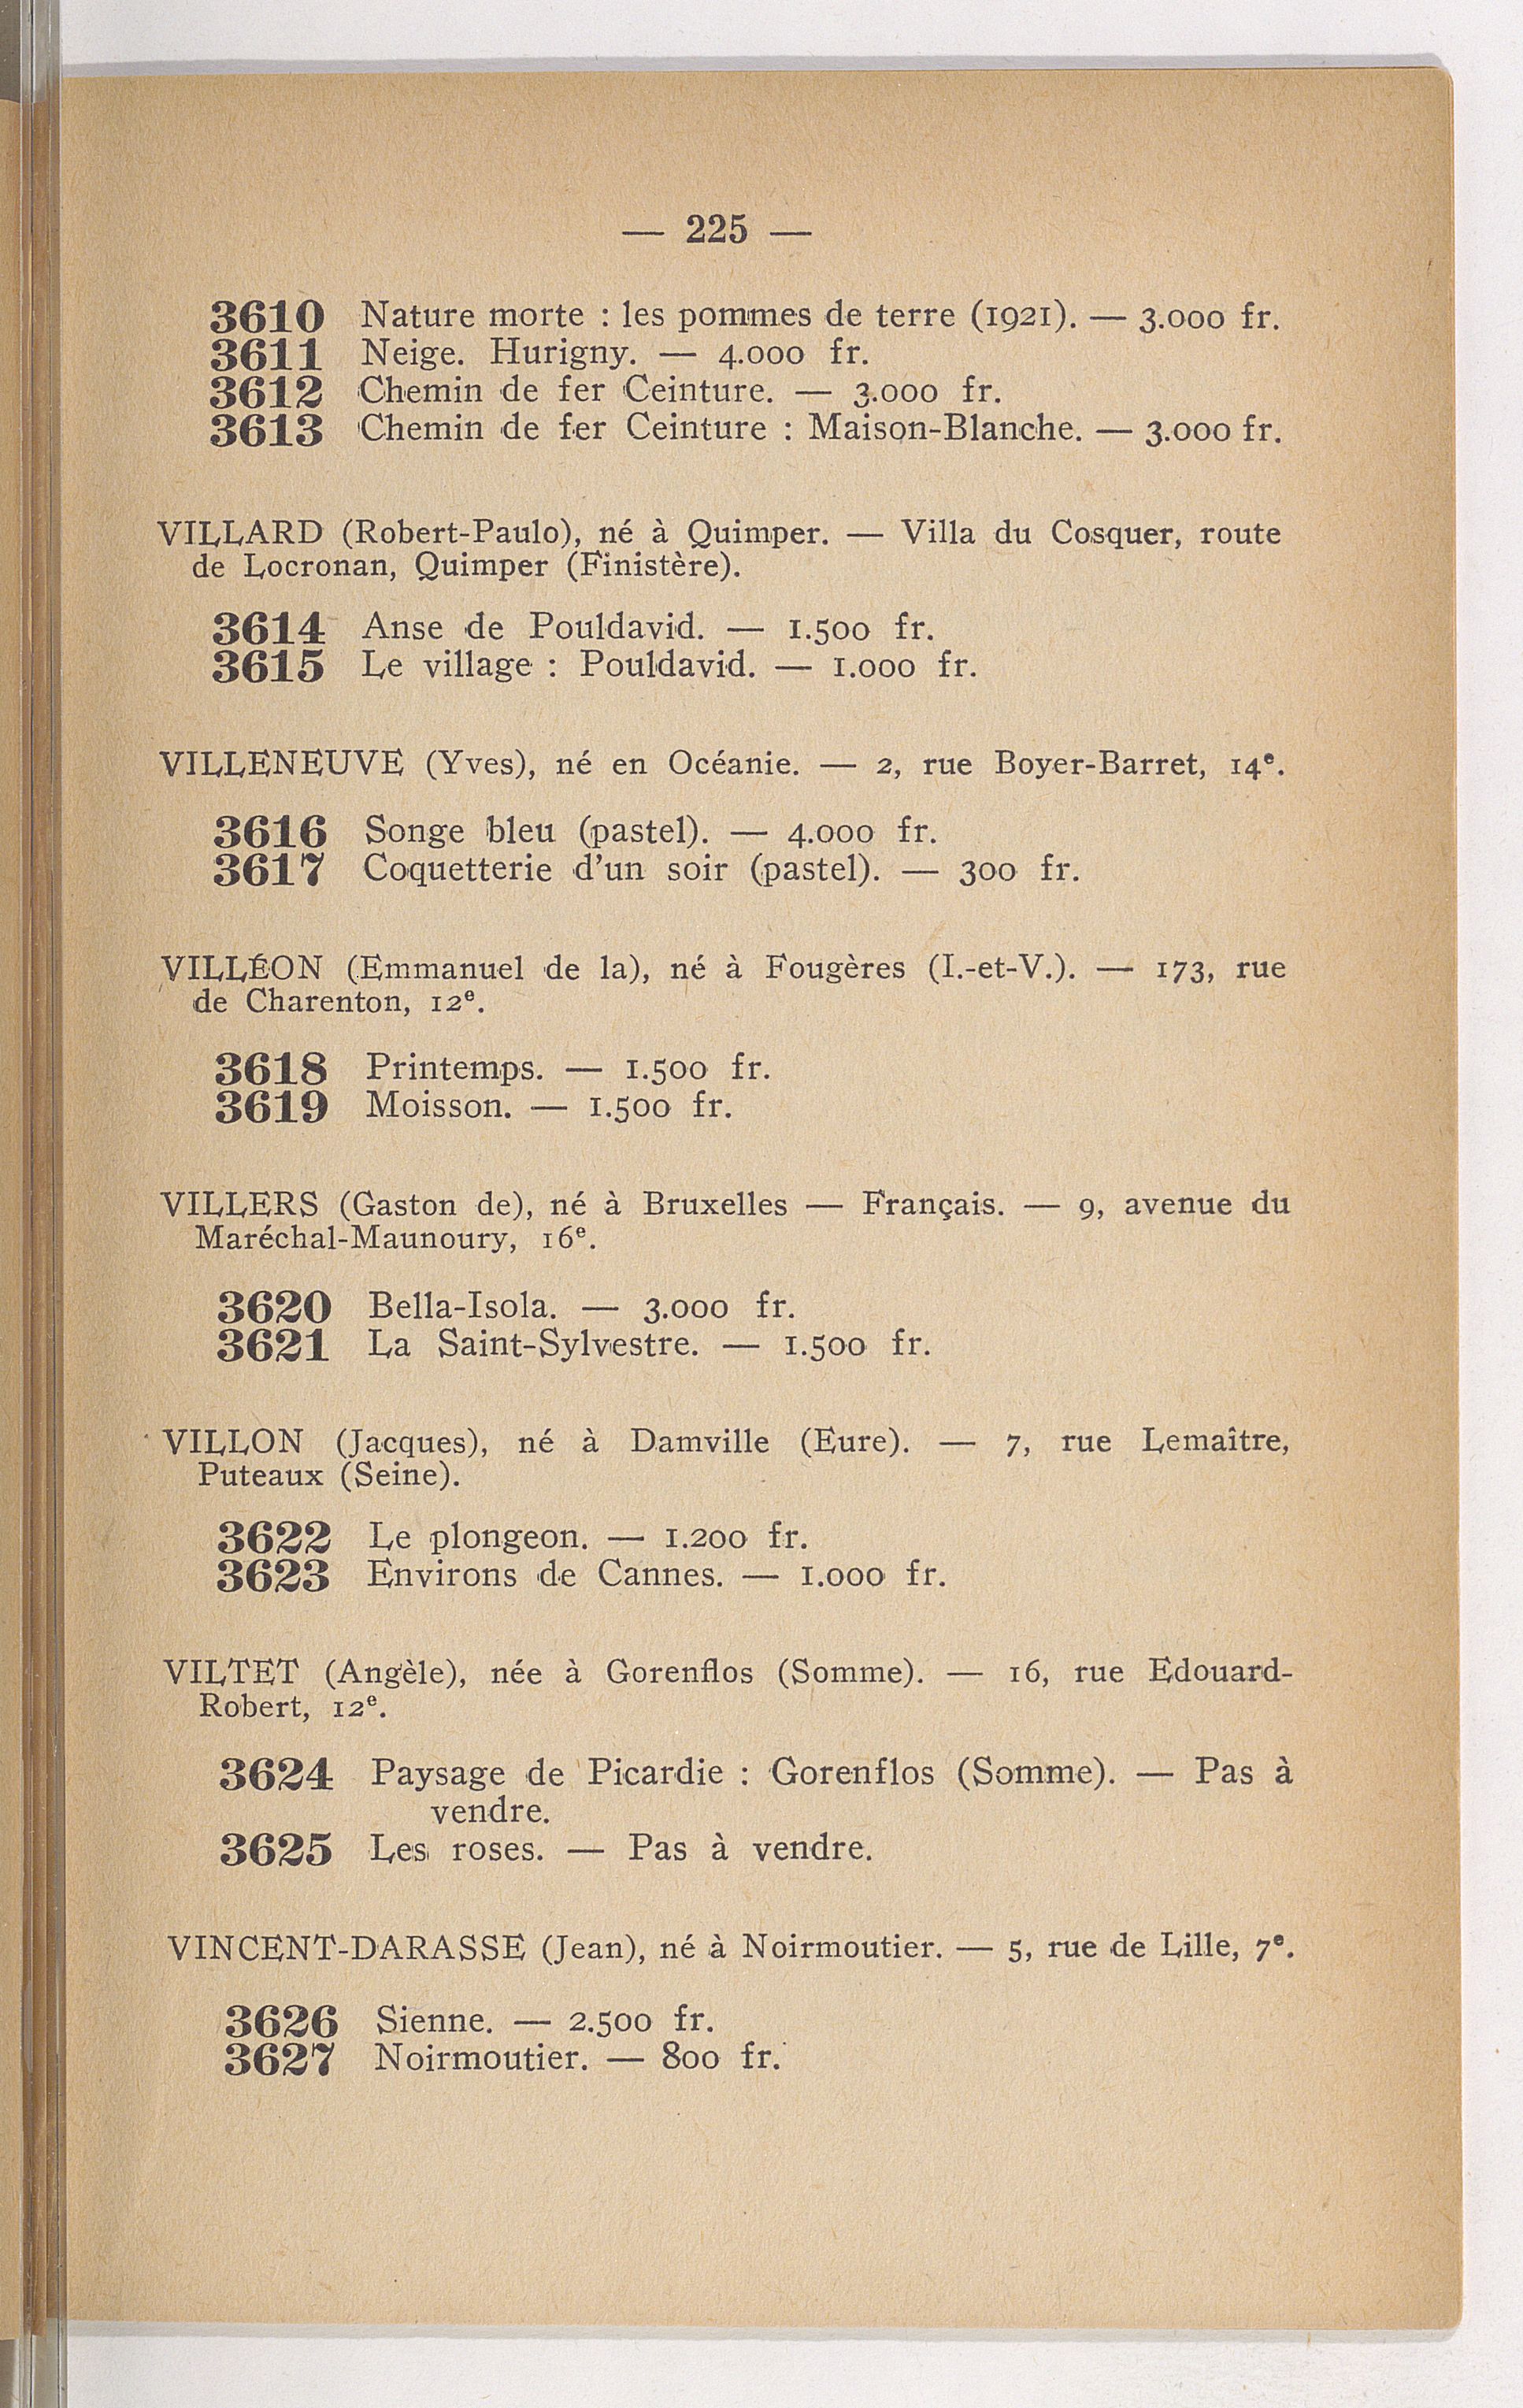 — 225 —
3610 Nature morte : les pommes de terre (1921). — 3.000 fr.
3611 Neige. Hurigny. — 4.000 fr.
3612 Chemin de fer Ceinture. — 3.000 fr.
3613 Chemin de fer Ceinture : Maison-Blanche. — 3.000 fr.
VILLARD (Robert-Paulo), né à Quimper. — Villa du Cosquer, route
de Locronan, Quimper (Finistère).
3614 Anse de Pouldavid. — 1.500 fr.
3615 Le village : Pouldavid. — 1.000 fr.
VILLENEUVE (Yves), né en Océanie. — 2, rue Boyer-Barret, 14ᵉ.
3616 Songe bleu (pastel). — 4.000 fr.
3617 Coquetterie d'un soir (pastel). — 300 fr.
VILLÉON (Emmanuel de la), né à Fougères (I.-et-V.). — 173, rue
de Charenton, 12ᵉ.
3618 Printemps. — 1.500 fr.
3619 Moisson. — 1.500 fr.
VILLERS (Gaston de), né à Bruxelles — Français. — 9, avenue du
Maréchal-Maunoury, 16ᵉ.
3620 Bella-Isola. — 3.000 fr.
3621 La Saint-Sylvestre. — 1.500 fr.
VILLON (Jacques), né à Damville (Eure). — 7, rue Lemaître,
Puteaux (Seine).
3622 Le plongeon. — 1.200 fr.
3623 Environs de Cannes. — 1.000 fr.
VILTET (Angèle), née à Gorenflos (Somme). — 16, rue Edouard-
Robert, 12ᵉ.
3624 Paysage de Picardie : Gorenflos (Somme). — Pas à
vendre.
3625 Les roses. — Pas à vendre.
VINCENT-DARASSE (Jean), né à Noirmoutier. — 5, rue de Lille, 7ᵉ.
3626 Sienne. — 2.500 fr.
3627 Noirmoutier. — 800 fr.